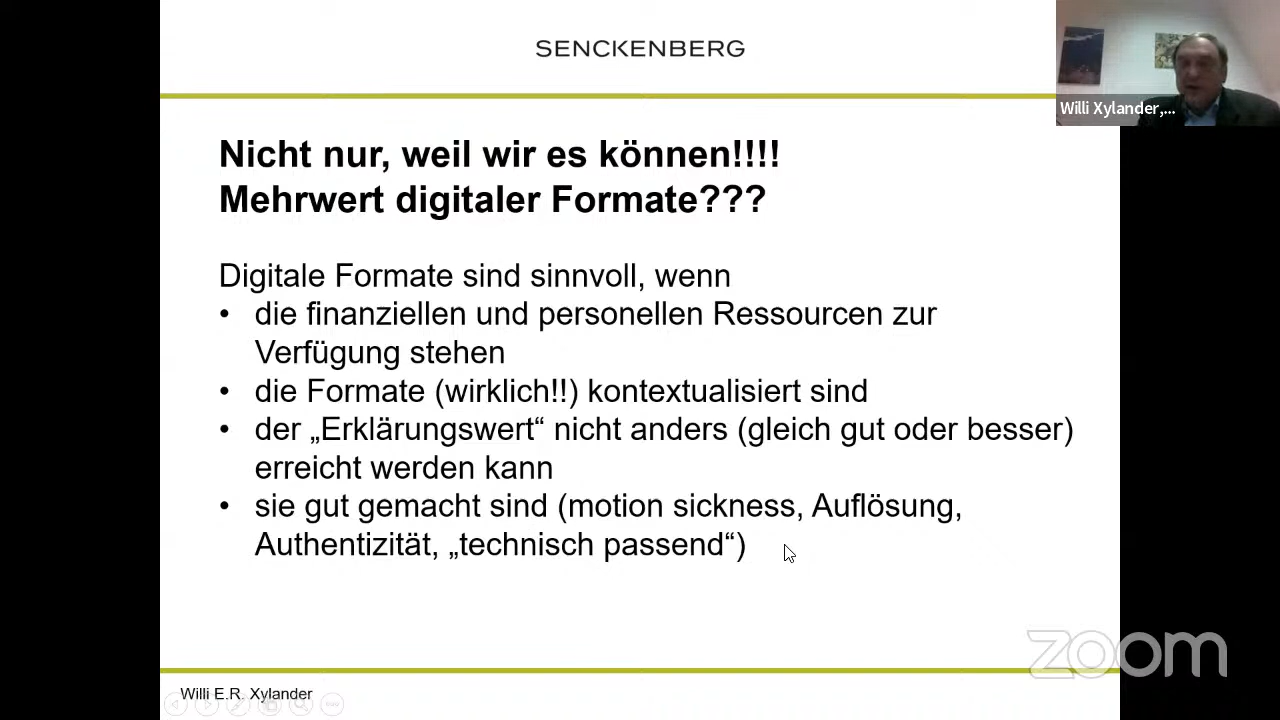 SENCKENBERG
Willi Xylander,...
Nicht nur, weil wir es können!!!!
Mehrwert digitaler Formate???
Digitale Formate sind sinnvoll, wenn
• die finanziellen und personellen Ressourcen zur
Verfügung stehen
• die Formate (wirklich!!) kontextualisiert sind
• der „Erklärungswert“ nicht anders (gleich gut oder besser)
erreicht werden kann
• sie gut gemacht sind (motion sickness, Auflösung,
Authentizität, „technisch passend“)
zoom
Willi E.R. Xylander